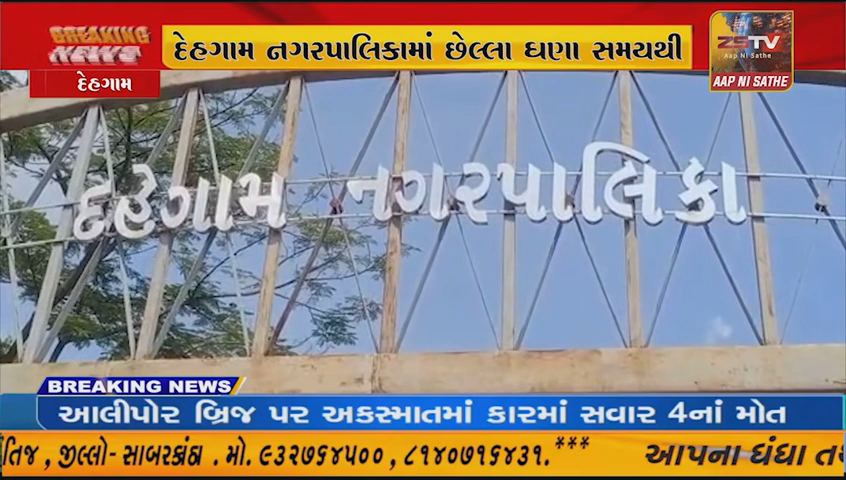 BREAKING NEWS
દેહગામ નગરપાલિકામાં છેલ્લા ઘણા સમયથી
ZSTV
Aap Ni Sathe
AAP NI SATHE
દેહગામ
દહેગામ નગરપાલિકા
BREAKING NEWS
આલીપોર બ્રિજ પર અકસ્માતમાં કારમાં સવાર 4નાં મોત
જીલ્લો- સાબરકાંઠા . મો. ૯૩૨૭૬૪૫૦૦ , ૮૧૪૦૭૧૬૪૩૧.*** આપના ધંધા